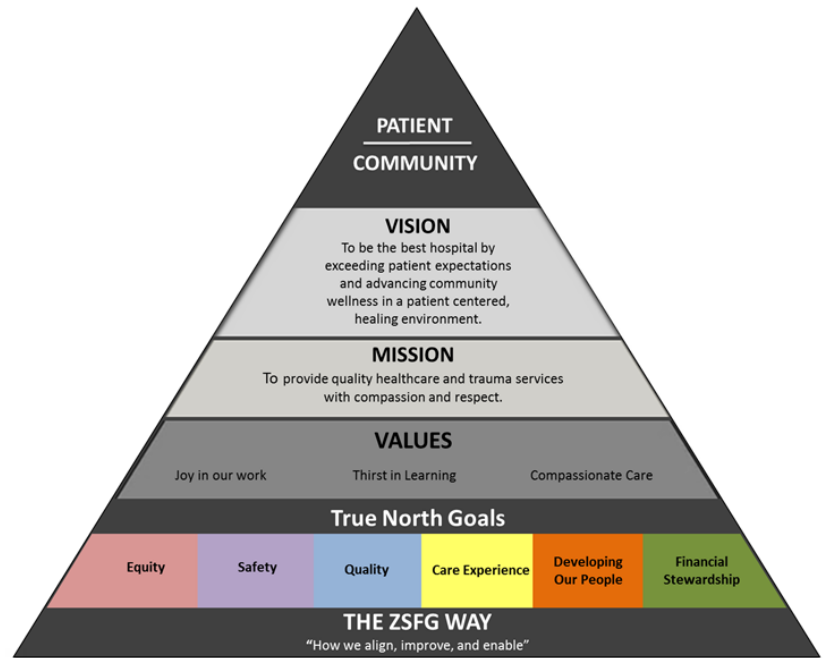 PATIENT
COMMUNITY
VISION
To be the best hospital by
exceeding patient expectations
and advancing community
wellness in a patient centered,
healing environment.
MISSION
To provide quality healthcare and trauma services
with compassion and respect.
VALUES
Joy in our work Thirst in Learning Compassionate Care
True North Goals
Equity Safety Quality Care Experience Developing Our People Financial Stewardship
THE ZSFG WAY
“How we align, improve, and enable”